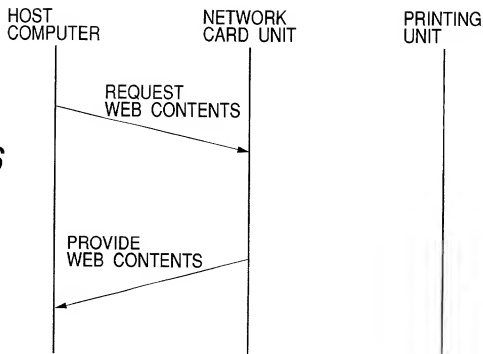 HOST
COMPUTER
NETWORK
CARD UNIT
PRINTING
UNIT
REQUEST
WEB CONTENTS
PROVIDE
WEB CONTENTS